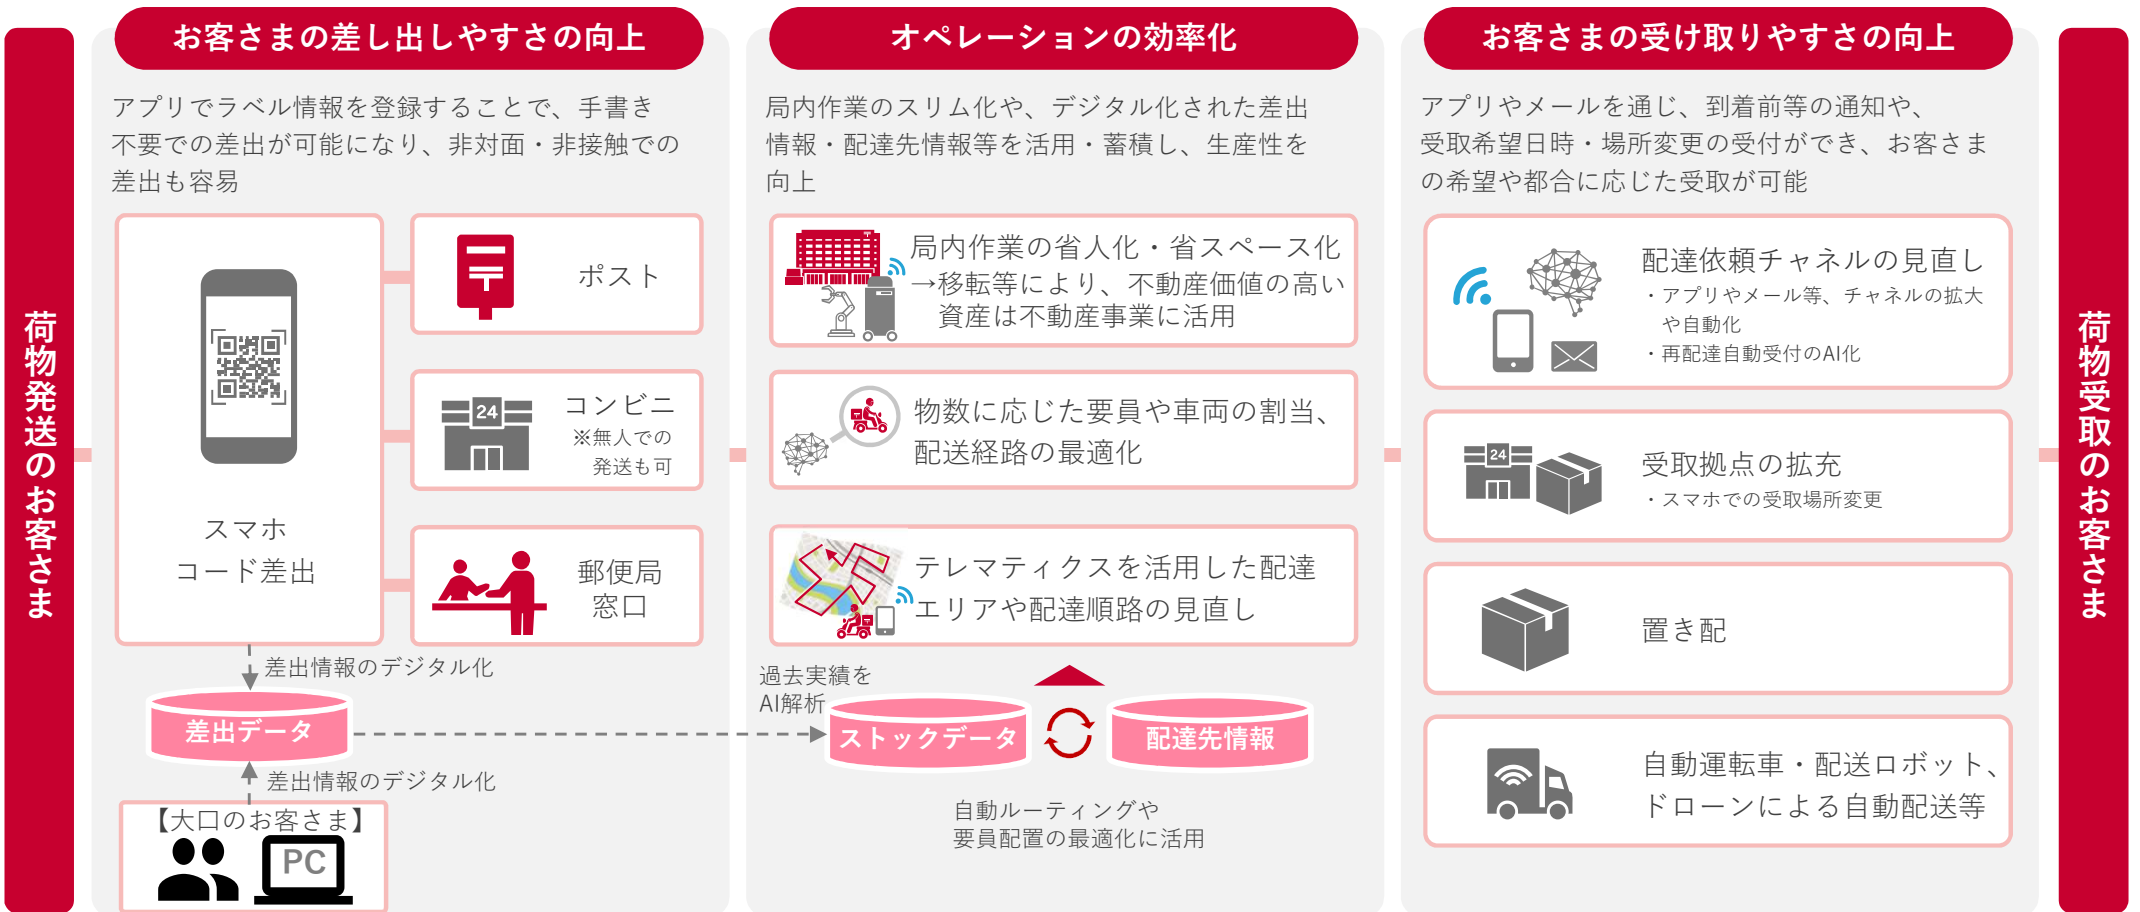 荷物発送のお客さま
お客さまの差し出しやすさの向上
アプリでラベル情報を登録することで、手書き
不要での差出が可能になり、非対面・非接触での
差出も容易
スマホ
コード差出
ポスト
24
コンビニ
※無人での
発送も可
郵便局
窓口
差出情報のデジタル化
差出データ
差出情報のデジタル化
【大口のお客さま】
PC
オペレーションの効率化
局内作業のスリム化や、デジタル化された差出
情報・配達先情報等を活用・蓄積し、生産性を
向上
局内作業の省人化・省スペース化
→移転等により、不動産価値の高い
資産は不動産事業に活用
物数に応じた要員や車両の割当、
配送経路の最適化
テレマティクスを活用した配達
エリアや配達順路の見直し
過去実績を
AI解析
ストックデータ
配達先情報
自動ルーティングや
要員配置の最適化に活用
お客さまの受け取りやすさの向上
アプリやメールを通じ、到着前等の通知や、
受取希望日時・場所変更の受付ができ、お客さま
の希望や都合に応じた受取が可能
配達依頼チャネルの見直し
・アプリやメール等、チャネルの拡大
や自動化
・再配達自動受付のAI化
24
受取拠点の拡充
・スマホでの受取場所変更
置き配
自動運転車・配送ロボット、
ドローンによる自動配送等
荷物受取のお客さま